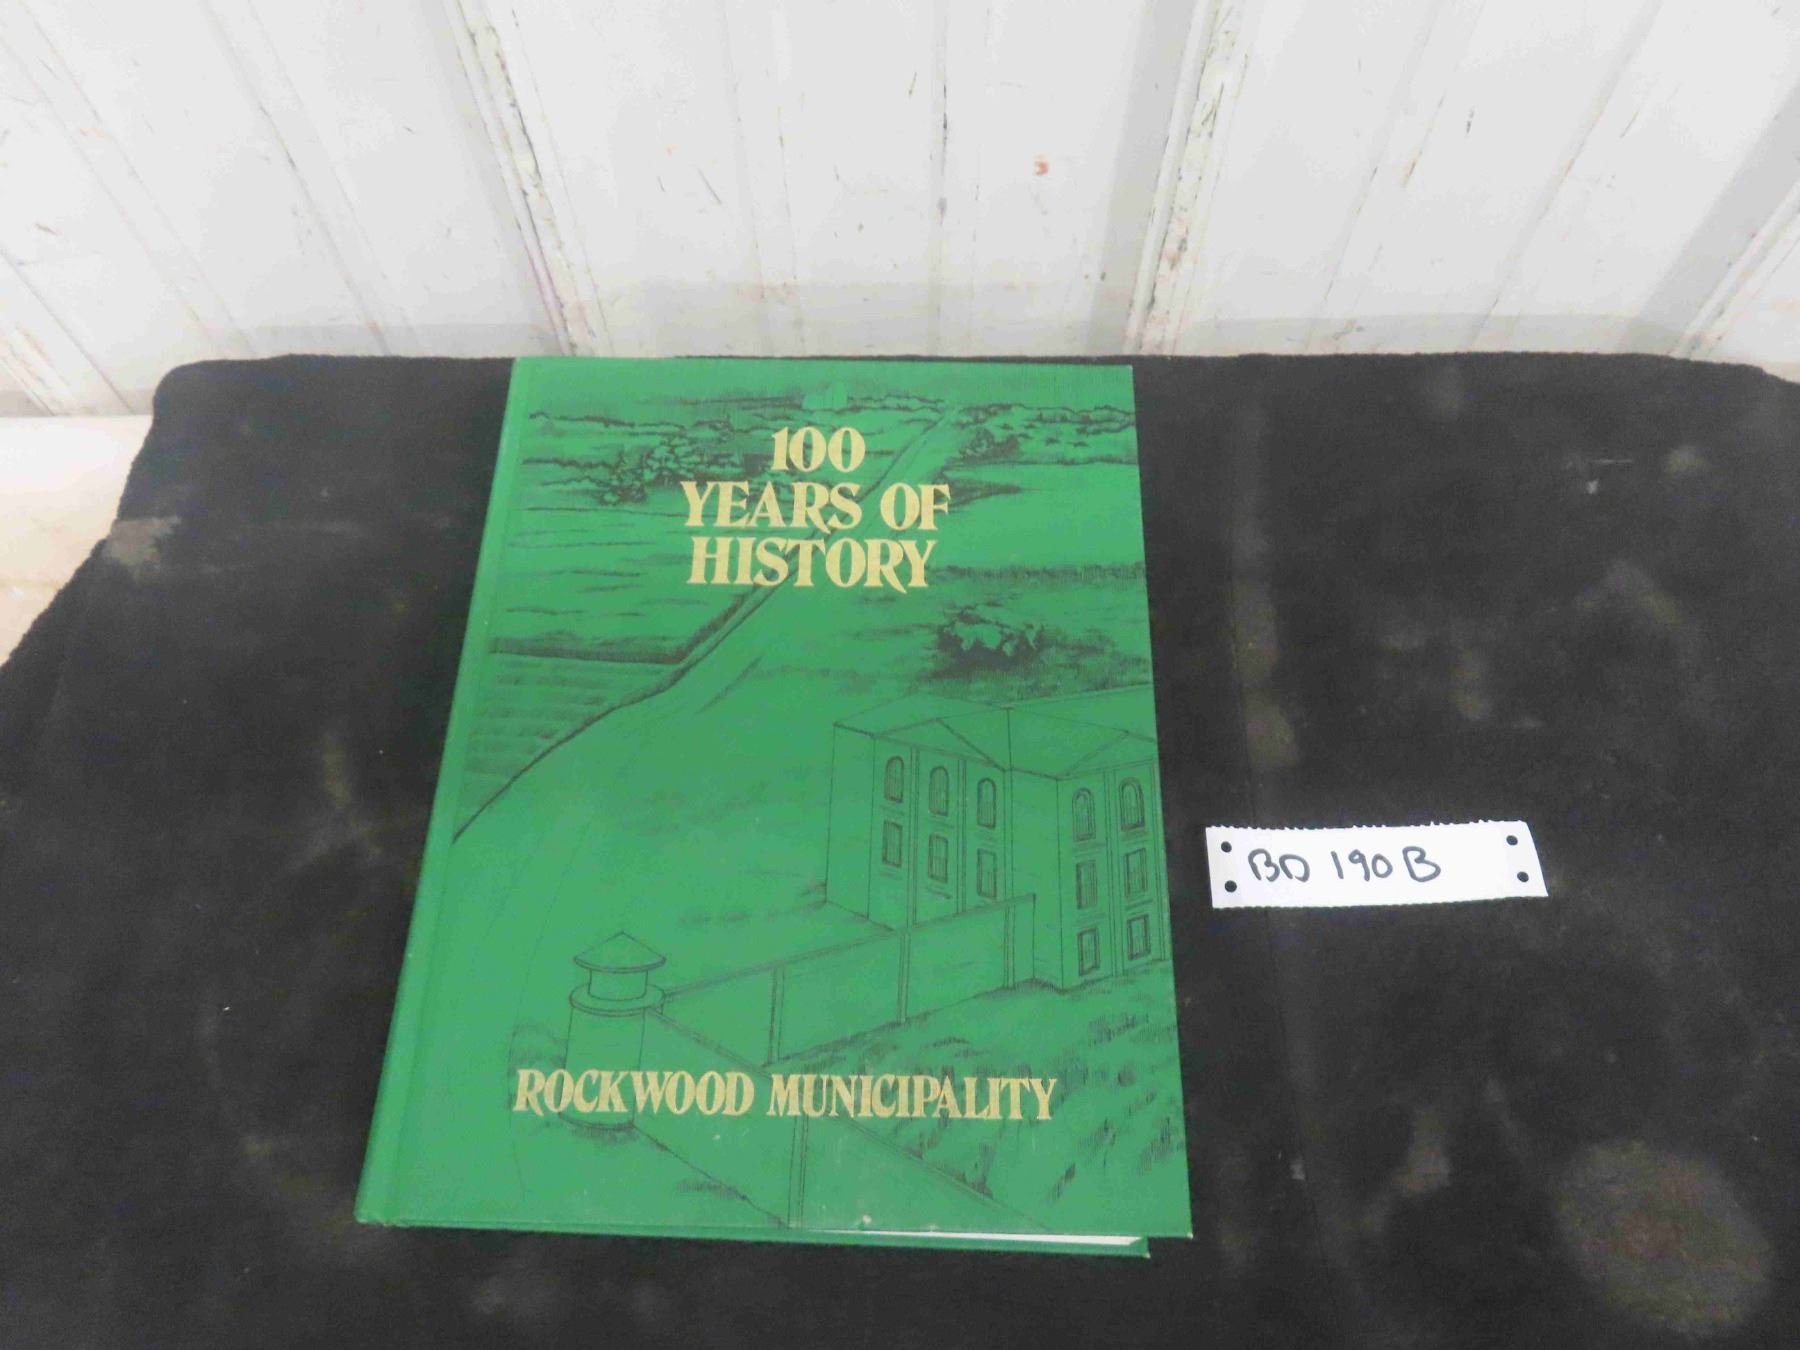 100
YEARS OF
HISTORY
ROCKWOOD MUNICIPALITY
BD 190 B